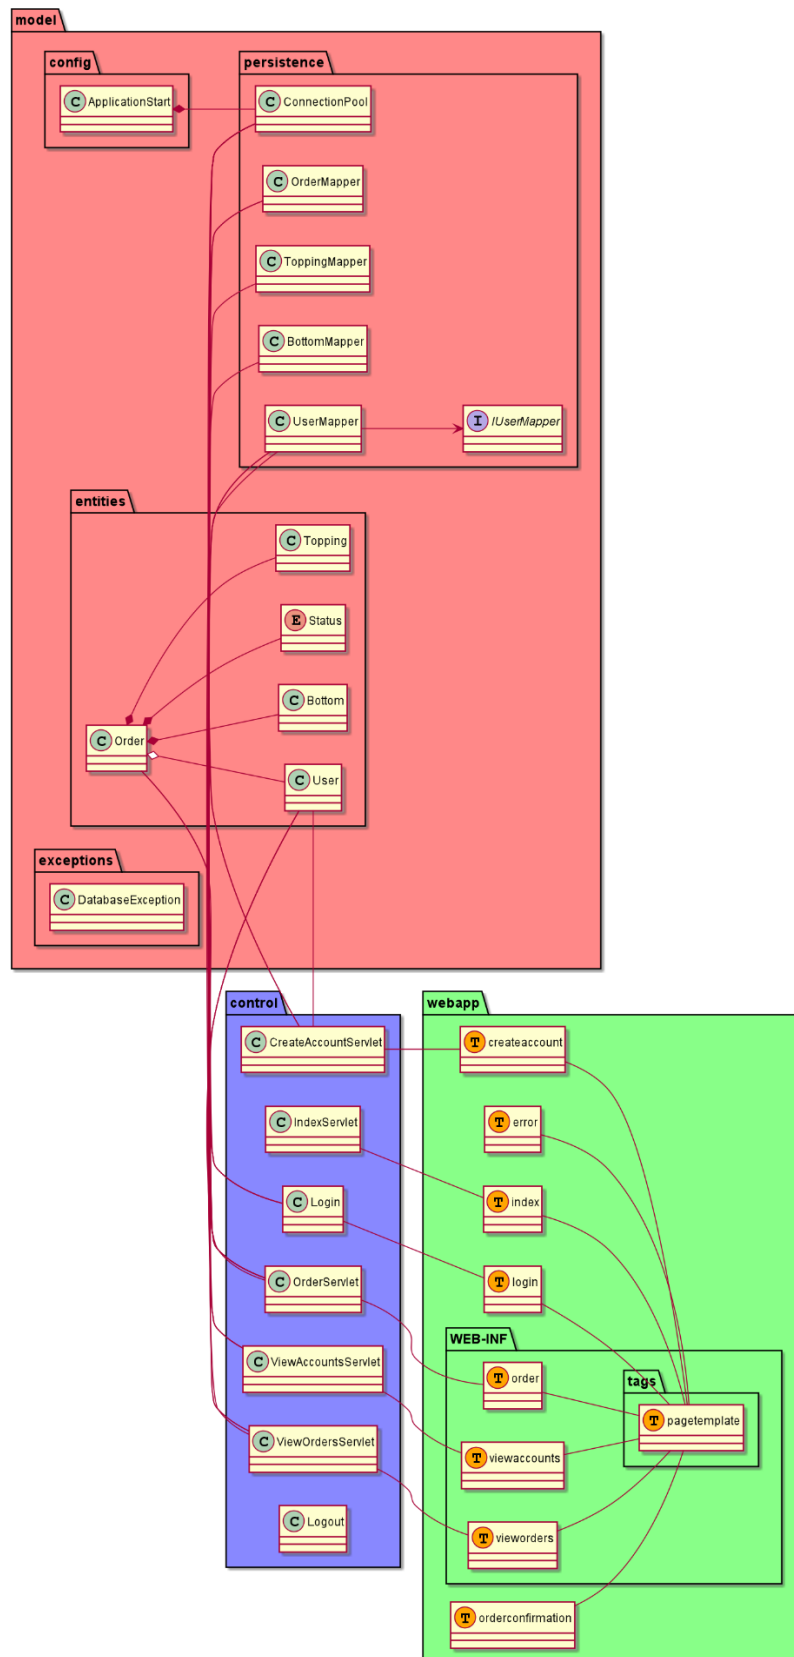 model
config
persistence
C ApplicationStart
C ConnectionPool
C OrderMapper
C ToppingMapper
C BottomMapper
C UserMapper
I IUserMapper
entities
C Topping
E Status
C Bottom
C Order
C User
exceptions
C DatabaseException
control
webapp
C CreateAccountServlet
T createaccount
T error
C IndexServlet
T index
C Login
T login
C OrderServlet
WEB-INF
T order
tags
C ViewAccountsServlet
T pagetemplate
C ViewOrdersServlet
T viewaccounts
C Logout
T vieworders
T orderconfirmation